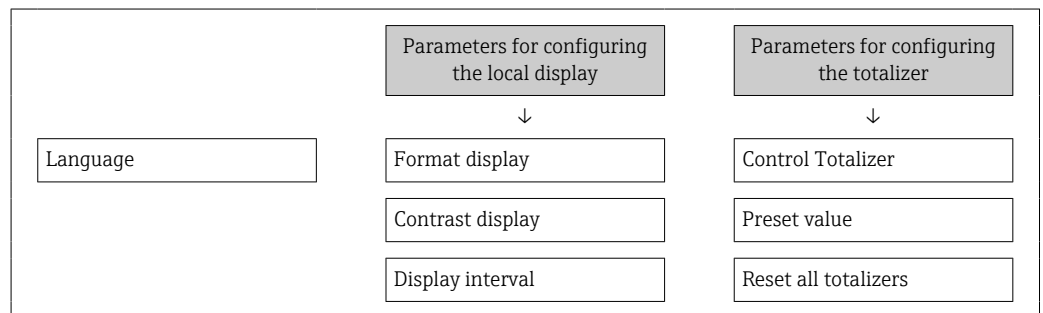 Parameters for configuring
the local display
Parameters for configuring
the totalizer
↓
↓
Language
Format display
Control Totalizer
Contrast display
Preset value
Display interval
Reset all totalizers